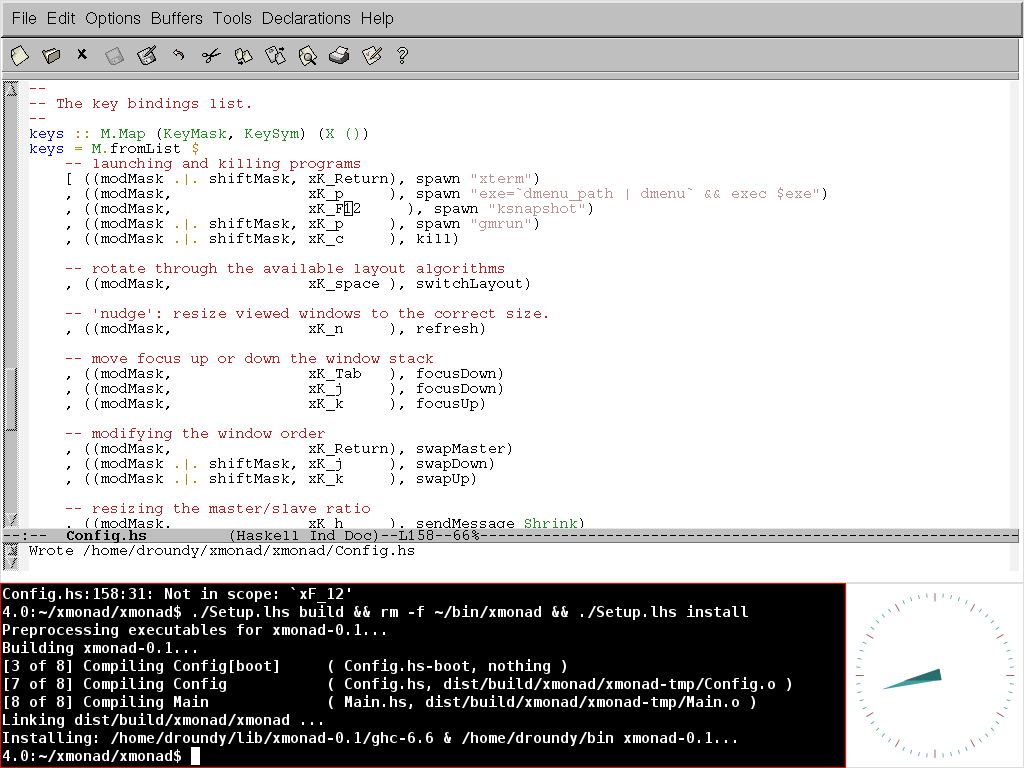 File Edit Options Buffers Tools Declarations Help
--
-- The key bindings list.
--
keys :: M.Map (KeyMask, KeySym) (X ())
keys = M.fromList $
    -- launching and killing programs
    [ ((modMask .|. shiftMask, xK_Return), spawn "xterm")
    , ((modMask,               xK_p     ), spawn "exe=`dmenu_path | dmenu` && exec $exe")
    , ((modMask,               xK_F12     ), spawn "ksnapshot")
    , ((modMask .|. shiftMask, xK_p     ), spawn "gmrun")
    , ((modMask .|. shiftMask, xK_c     ), kill)
    -- rotate through the available layout algorithms
    , ((modMask,               xK_space ), switchLayout)
    -- 'nudge': resize viewed windows to the correct size.
    , ((modMask,               xK_n     ), refresh)
    -- move focus up or down the window stack
    , ((modMask,               xK_Tab   ), focusDown)
    , ((modMask,               xK_j     ), focusDown)
    , ((modMask,               xK_k     ), focusUp)
    -- modifying the window order
    , ((modMask,               xK_Return), swapMaster)
    , ((modMask .|. shiftMask, xK_j     ), swapDown)
    , ((modMask .|. shiftMask, xK_k     ), swapUp)
    -- resizing the master/slave ratio
    , ((modMask,               xK_h     ), sendMessage Shrink)
--:--  Config.hs         (Haskell Ind Doc)--L158--66%------------------------------------------------------------
Wrote /home/droundy/xmonad/xmonad/Config.hs
Config.hs:158:31: Not in scope: `xF_12'
4.0:~/xmonad/xmonad$ ./Setup.lhs build && rm -f ~/bin/xmonad && ./Setup.lhs install
Preprocessing executables for xmonad-0.1...
Building xmonad-0.1...
[3 of 8] Compiling Config[boot]     ( Config.hs-boot, nothing )
[7 of 8] Compiling Config           ( Config.hs, dist/build/xmonad/xmonad-tmp/Config.o )
[8 of 8] Compiling Main             ( Main.hs, dist/build/xmonad/xmonad-tmp/Main.o )
Linking dist/build/xmonad/xmonad ...
Installing: /home/droundy/lib/xmonad-0.1/ghc-6.6 & /home/droundy/bin xmonad-0.1...
4.0:~/xmonad/xmonad$